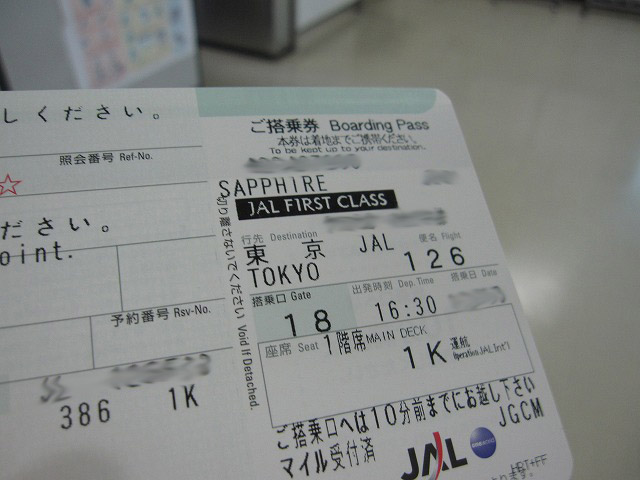 しください。
照会番号 Ref-No.
ださい。
oint.
予約番号 Rsv-No.
386 1K
ご搭乗券 Boarding Pass
本券は着地までご携帯ください。
To be kept up to your destination.
SAPPHIRE
JAL FIRST CLASS
行先 Destination 便名 Flight
東京 JAL 126
TOKYO
搭乗口 Gate 出発時刻 Dep. Time 搭乗日 Date
18 16:30
座席 Seat 1階席 MAIN DECK
1K 運航 Operation.JAL Int'l
ご搭乗口へは10分前までにお越し下さい
マイル受付済 JGCM
JAL
HRT+FF
切り離さないでください Void If Detached.